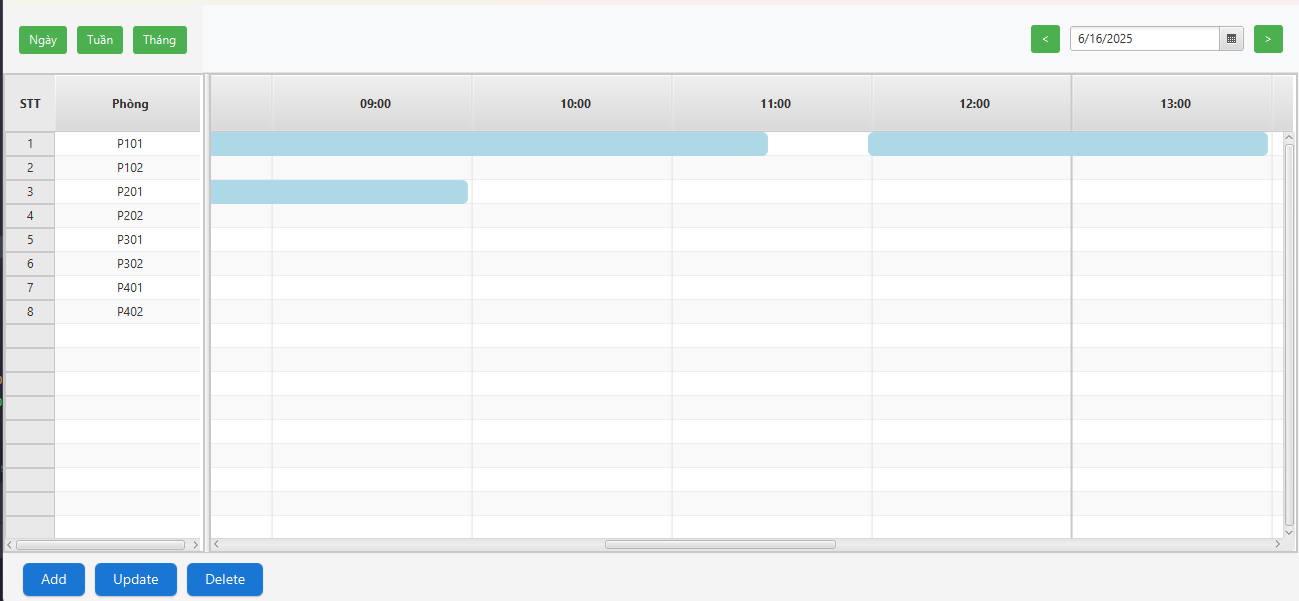 Ngày Tuần Tháng < 6/16/2025 >
STT Phòng 09:00 10:00 11:00 12:00 13:00
1 P101
2 P102
3 P201
4 P202
5 P301
6 P302
7 P401
8 P402
Add Update Delete